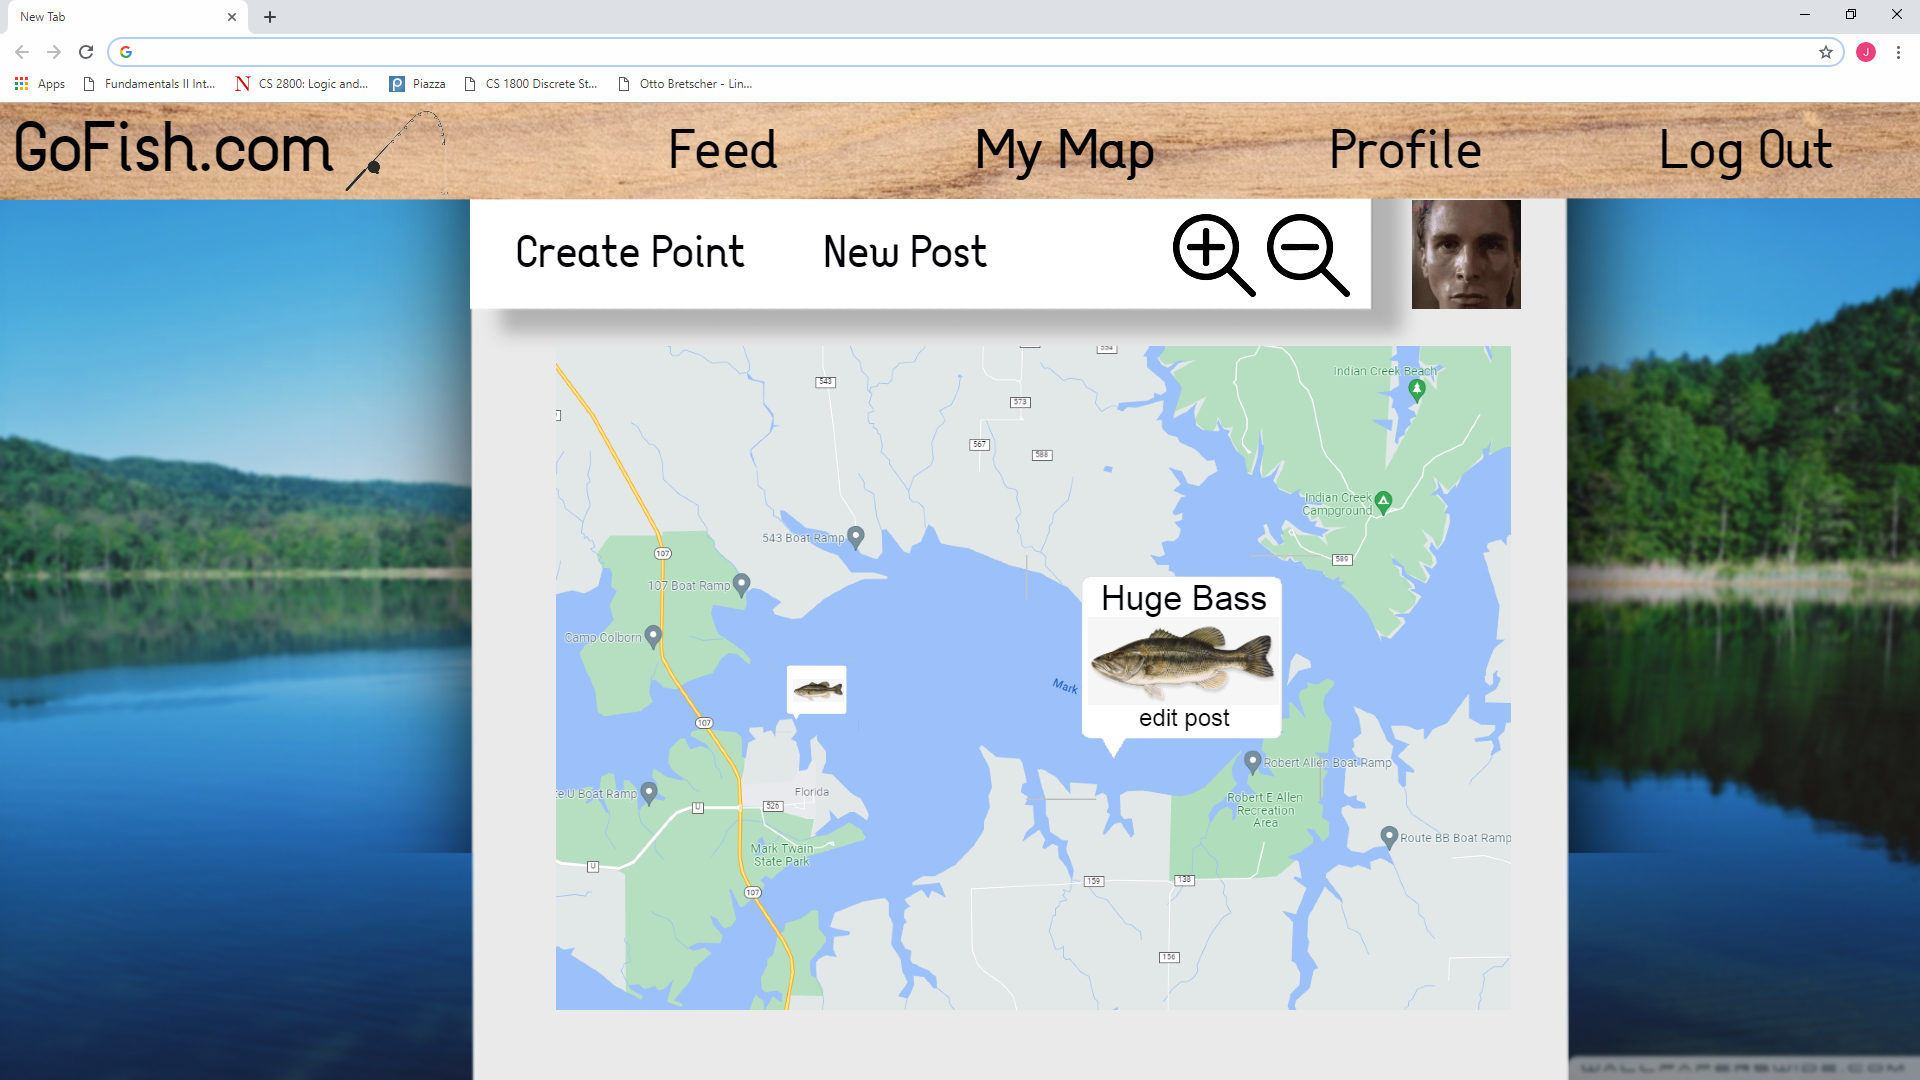 New Tab
Apps
Fundamentals II Int...
CS 2800: Logic and...
Piazza
CS 1800 Discrete St...
Otto Bretscher - Lin...
J
GoFish.com
Feed
My Map
Profile
Log Out
Create Point
New Post
554
543
573
567
588
Indian Creek Beach
Indian Creek
Campground
589
543 Boat Ramp
107
107 Boat Ramp
Camp Colborn
Huge Bass
edit post
Mark
107
Robert Allen Boat Ramp
te U Boat Ramp
U
526
Florida
Robert E Allen
Recreation
Area
Route BB Boat Ramp
Mark Twain
State Park
U
159
138
107
156
WALLPAPERSWIDE.COM